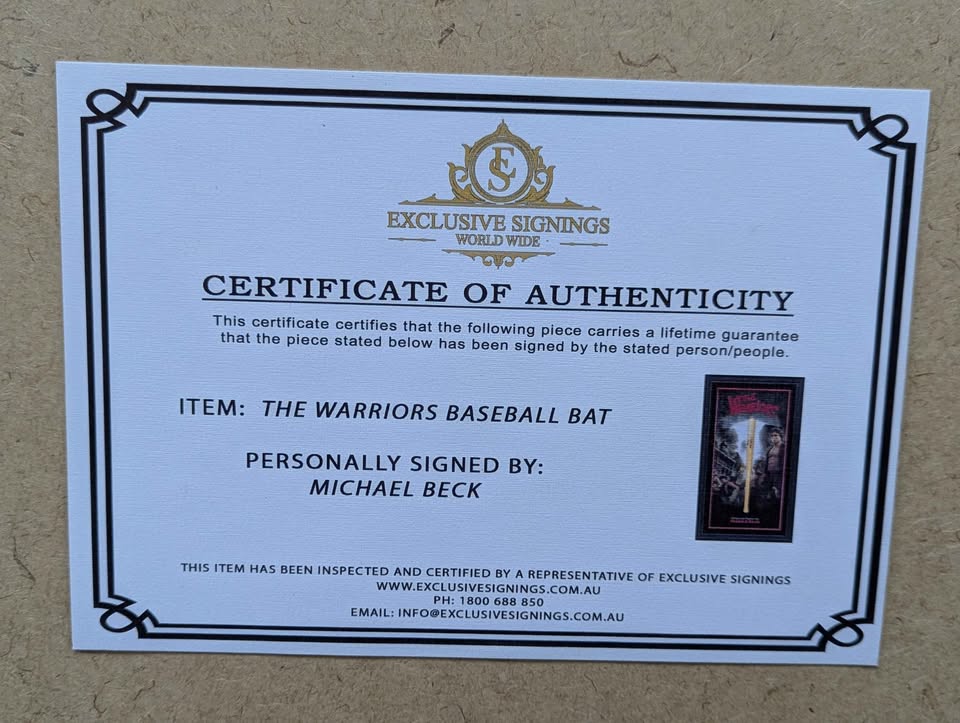 ES
EXCLUSIVE SIGNINGS
WORLD WIDE
CERTIFICATE OF AUTHENTICITY
This certificate certifies that the following piece carries a lifetime guarantee
that the piece stated below has been signed by the stated person/people.
ITEM: THE WARRIORS BASEBALL BAT
PERSONALLY SIGNED BY:
MICHAEL BECK
THE WARRIORS
THIS ITEM HAS BEEN INSPECTED AND CERTIFIED BY A REPRESENTATIVE OF EXCLUSIVE SIGNINGS
WWW.EXCLUSIVESIGNINGS.COM.AU
PH: 1800 688 850
EMAIL: INFO@EXCLUSIVESIGNINGS.COM.AU